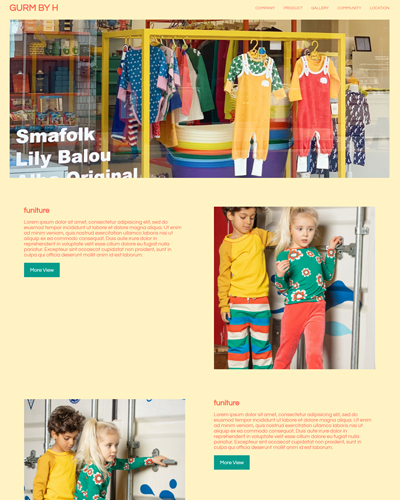 GURM BY H
COMPANY PRODUCT GALLERY COMMUNITY LOCATION
Smafolk
Lily Balou
Original
funiture
Lorem ipsum dolor sit amet, consectetur adipisicing elit, sed do
eiusmod tempor incididunt ut labore et dolore magna aliqua. Ut enim
ad minim veniam, quis nostrud exercitation ullamco laboris nisi ut
aliquip ex ea commodo consequat. Duis aute irure dolor in
reprehenderit in voluptate velit esse cillum dolore eu fugiat nulla
pariatur. Excepteur sint occaecat cupidatat non proident, sunt in
culpa qui officia deserunt mollit anim id est laborum.
More View
funiture
Lorem ipsum dolor sit amet, consectetur adipisicing elit, sed do
eiusmod tempor incididunt ut labore et dolore magna aliqua. Ut enim
ad minim veniam, quis nostrud exercitation ullamco laboris nisi ut
aliquip ex ea commodo consequat. Duis aute irure dolor in
reprehenderit in voluptate velit esse cillum dolore eu fugiat nulla
pariatur. Excepteur sint occaecat cupidatat non proident, sunt in
culpa qui officia deserunt mollit anim id est laborum.
More View